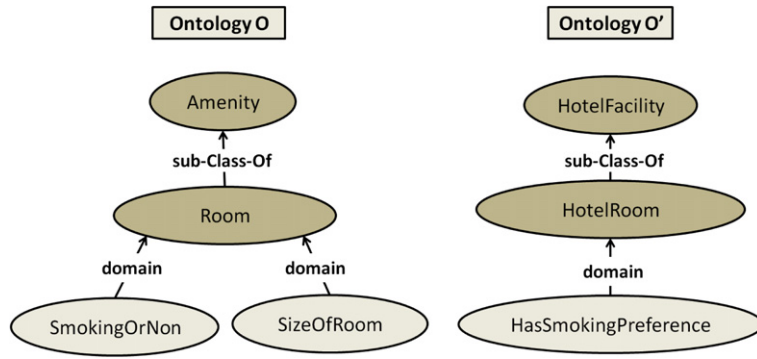 Ontology O
Ontology O’
Amenity
HotelFacility
sub-Class-Of
sub-Class-Of
Room
HotelRoom
domain
domain
domain
SmokingOrNon
SizeOfRoom
HasSmokingPreference